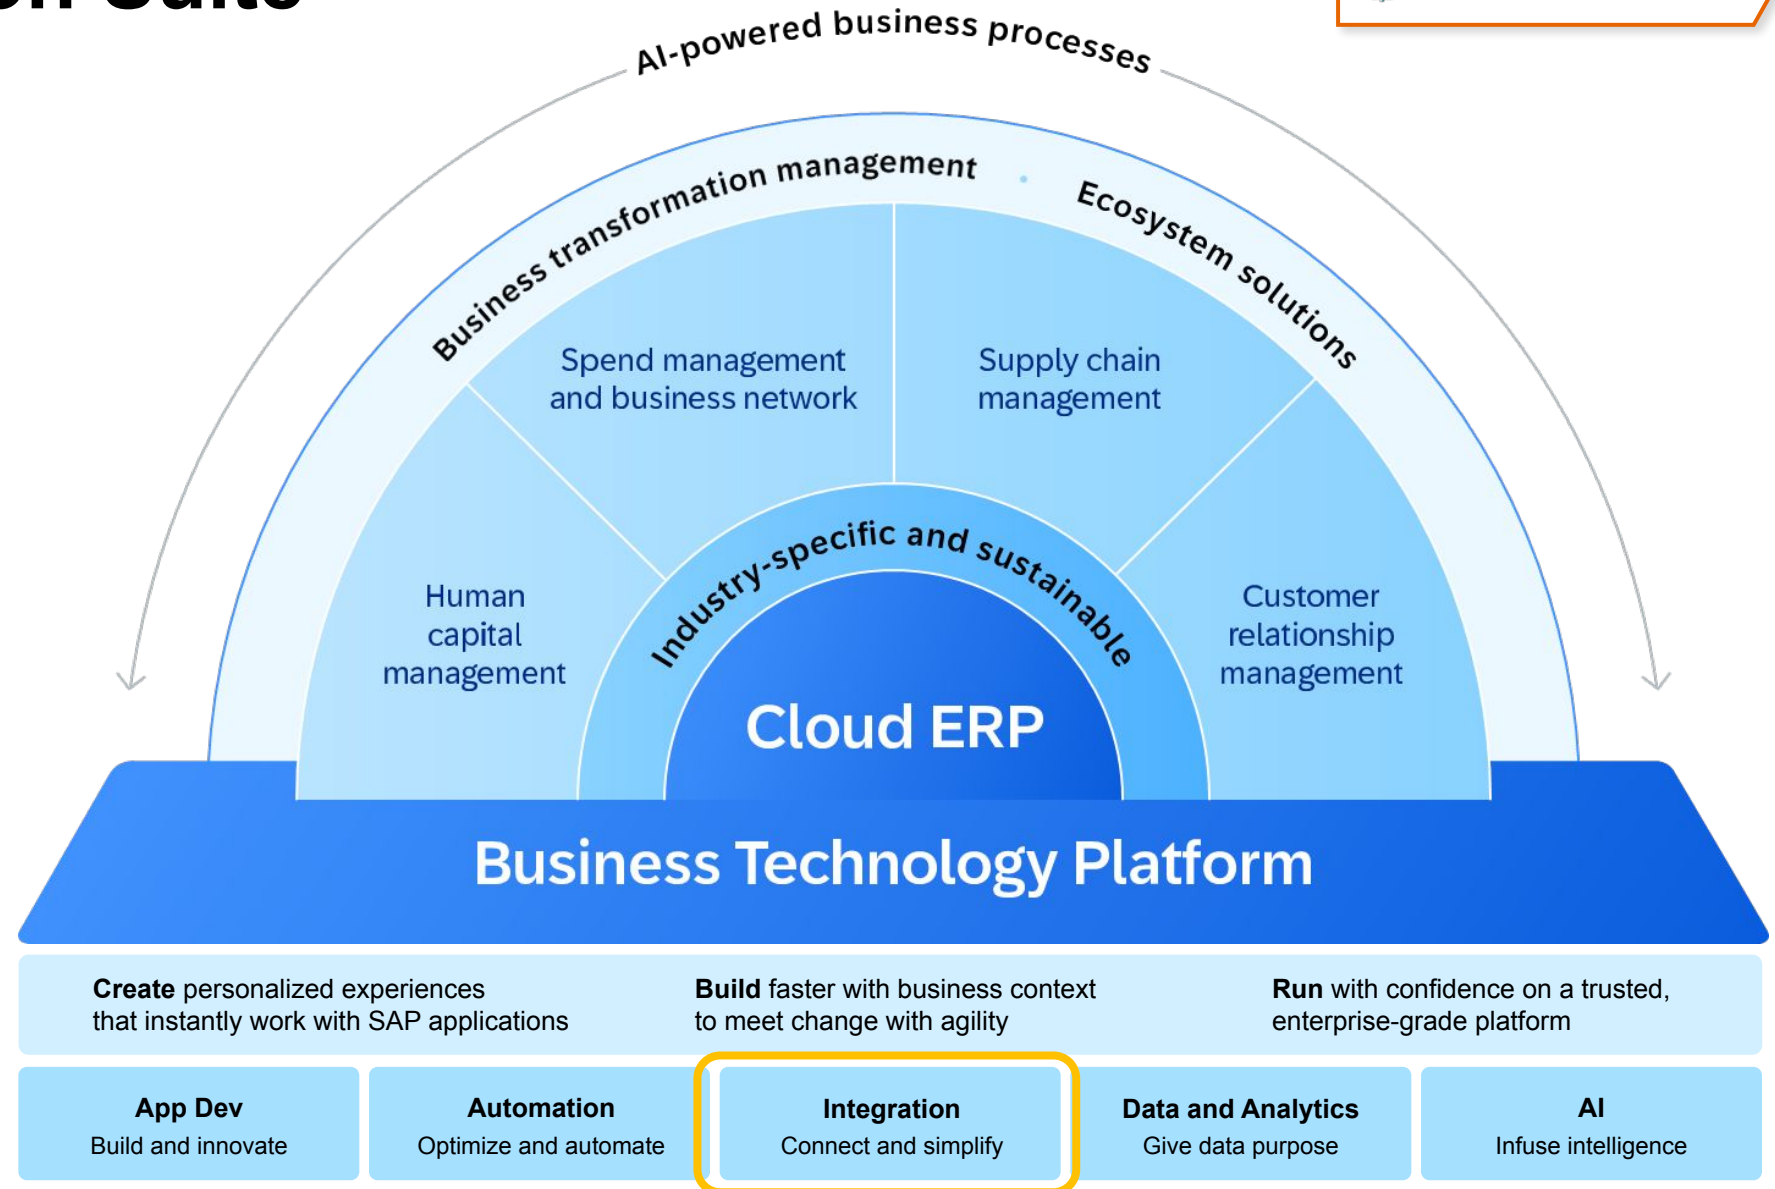 Suite
AI-powered business processes
Business transformation management · Ecosystem solutions
Spend management
and business network
Supply chain
management
Human
capital
management
Industry-specific and sustainable
Customer
relationship
management
Cloud ERP
Business Technology Platform
Create personalized experiences
that instantly work with SAP applications
Build faster with business context
to meet change with agility
Run with confidence on a trusted,
enterprise-grade platform
App Dev
Build and innovate
Automation
Optimize and automate
Integration
Connect and simplify
Data and Analytics
Give data purpose
AI
Infuse intelligence